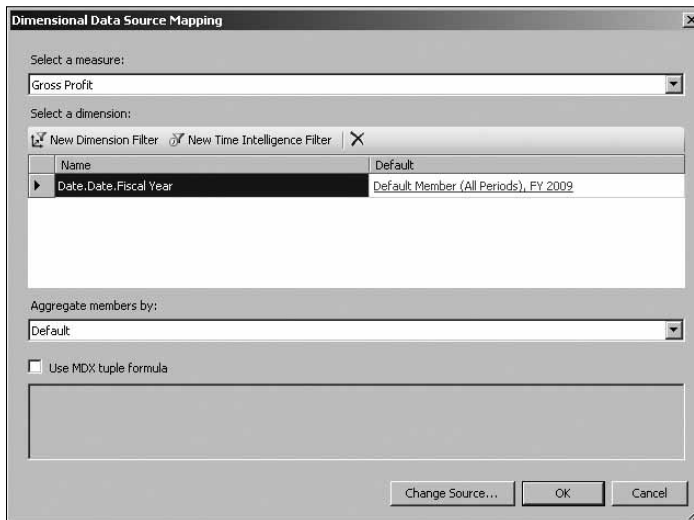 Dimensional Data Source Mapping
Select a measure:
Gross Profit
Select a dimension:
New Dimension Filter New Time Intelligence Filter
Name Default
Date.Date.Fiscal Year Default Member (All Periods), FY 2009
Aggregate members by:
Default
Use MDX tuple formula
Change Source... OK Cancel